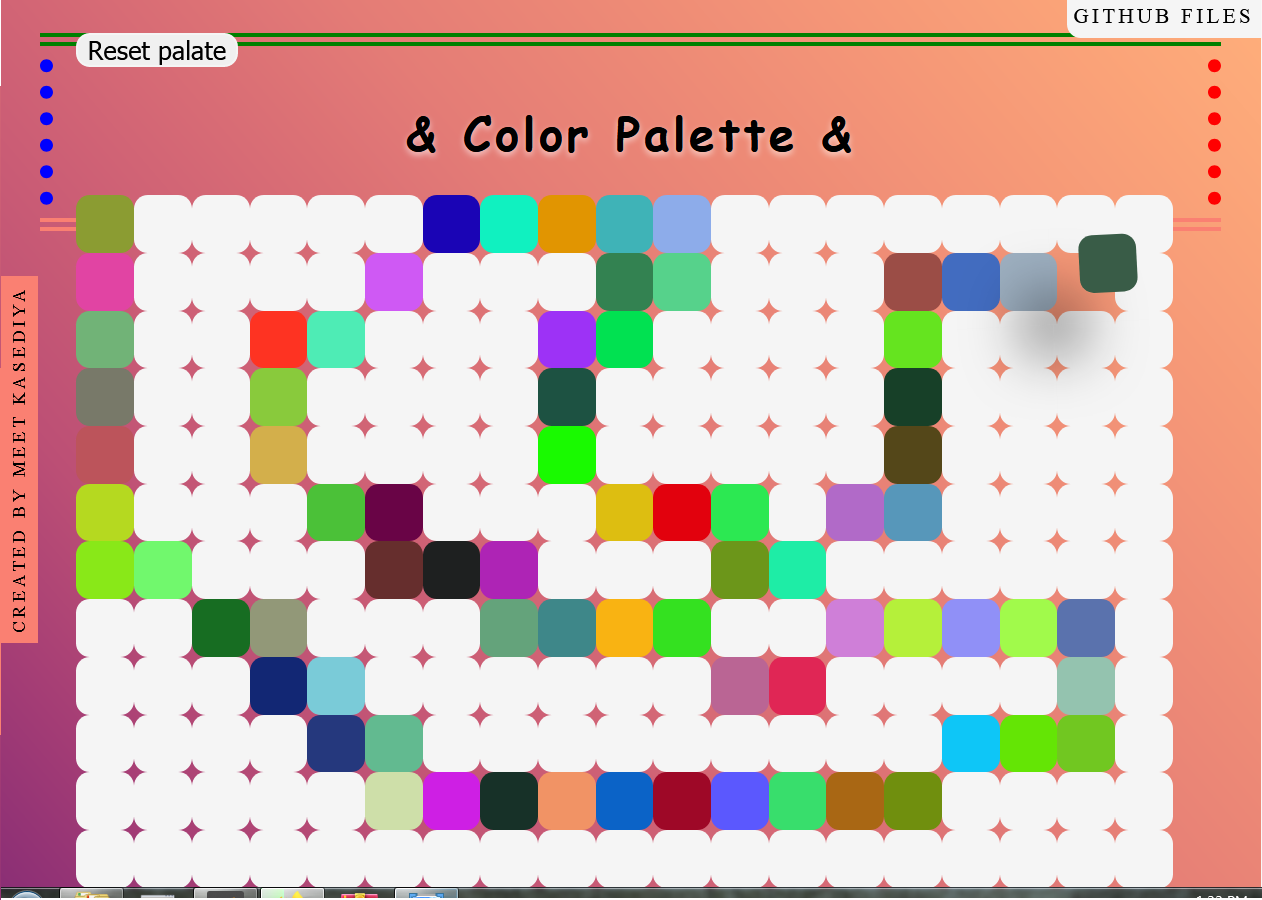 GITHUB FILES
Reset palate
& Color Palette &
CREATED BY MEET KASEDIYA